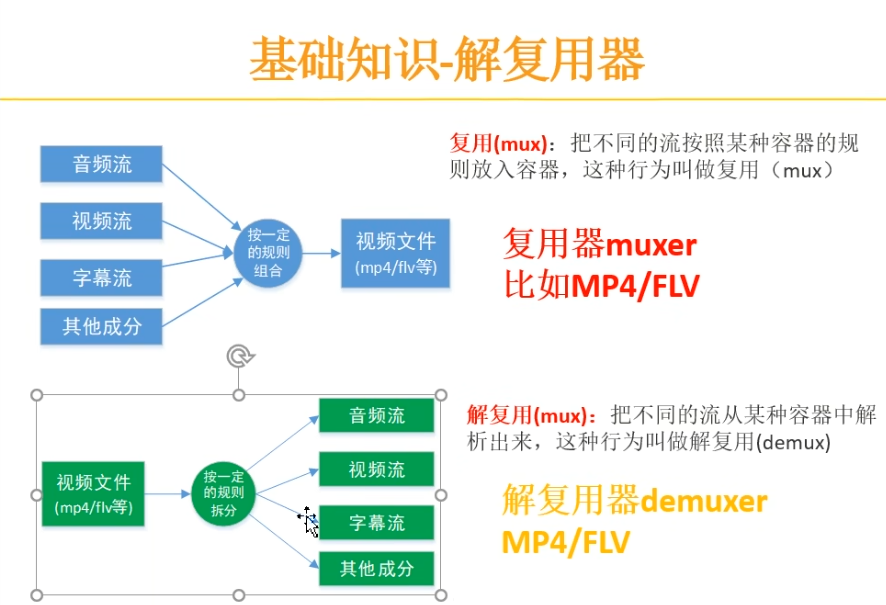 基础知识-解复用器
音频流
视频流
字幕流
其他成分
按一定
的规则
组合
视频文件
(mp4/flv等)
复用(mux)：把不同的流按照某种容器的规
则放入容器，这种行为叫做复用（mux）
复用器muxer
比如MP4/FLV
视频文件
(mp4/flv等)
按一定
的规则
拆分
音频流
视频流
字幕流
其他成分
解复用(mux)：把不同的流从某种容器中解
析出来，这种行为叫做解复用(demux)
解复用器demuxer
MP4/FLV